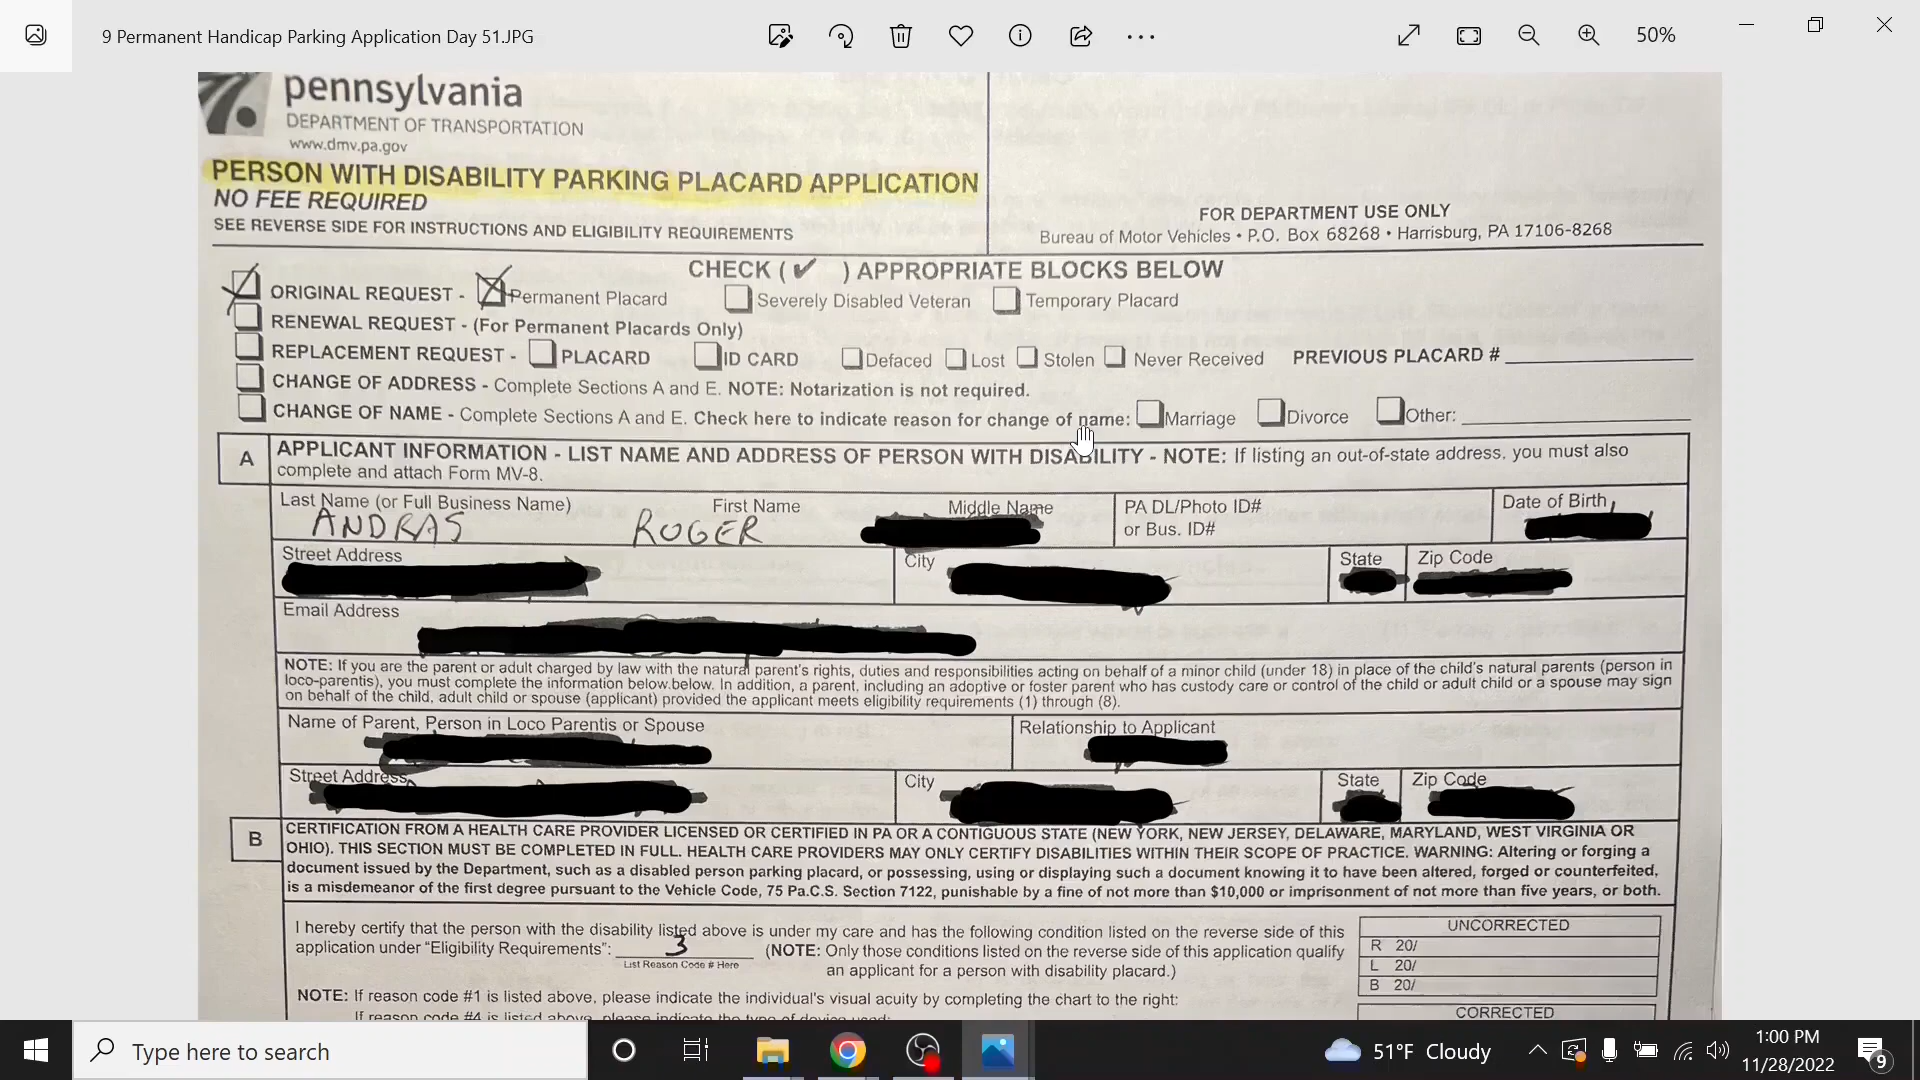 9 Permanent Handicap Parking Application Day 51.JPG
50%
pennsylvania
DEPARTMENT OF TRANSPORTATION
www.dmv.pa.gov
PERSON WITH DISABILITY PARKING PLACARD APPLICATION
NO FEE REQUIRED
SEE REVERSE SIDE FOR INSTRUCTIONS AND ELIGIBILITY REQUIREMENTS
FOR DEPARTMENT USE ONLY
Bureau of Motor Vehicles • P.O. Box 68268 • Harrisburg, PA 17106-8268
CHECK ( ✓ ) APPROPRIATE BLOCKS BELOW
ORIGINAL REQUEST - Permanent Placard Severely Disabled Veteran Temporary Placard
RENEWAL REQUEST - (For Permanent Placards Only)
REPLACEMENT REQUEST - PLACARD ID CARD Defaced Lost Stolen Never Received PREVIOUS PLACARD #
CHANGE OF ADDRESS - Complete Sections A and E. NOTE: Notarization is not required.
CHANGE OF NAME - Complete Sections A and E. Check here to indicate reason for change of name: Marriage Divorce Other:
A APPLICANT INFORMATION - LIST NAME AND ADDRESS OF PERSON WITH DISABILITY - NOTE: If listing an out-of-state address, you must also
complete and attach Form MV-8.
Last Name (or Full Business Name) First Name Middle Name PA DL/Photo ID# Date of Birth
or Bus. ID#
ANDRAS ROGER
Street Address City State Zip Code
Email Address
NOTE: If you are the parent or adult charged by law with the natural parent's rights, duties and responsibilities acting on behalf of a minor child (under 18) in place of the child's natural parents (person in
loco-parentis), you must complete the information below.below. In addition, a parent, including an adoptive or foster parent who has custody care or control of the child or adult child or a spouse may sign
on behalf of the child, adult child or spouse (applicant) provided the applicant meets eligibility requirements (1) through (8).
Name of Parent, Person in Loco Parentis or Spouse Relationship to Applicant
Street Address City State Zip Code
B CERTIFICATION FROM A HEALTH CARE PROVIDER LICENSED OR CERTIFIED IN PA OR A CONTIGUOUS STATE (NEW YORK, NEW JERSEY, DELAWARE, MARYLAND, WEST VIRGINIA OR
OHIO). THIS SECTION MUST BE COMPLETED IN FULL. HEALTH CARE PROVIDERS MAY ONLY CERTIFY DISABILITIES WITHIN THEIR SCOPE OF PRACTICE. WARNING: Altering or forging a
document issued by the Department, such as a disabled person parking placard, or possessing, using or displaying such a document knowing it to have been altered, forged or counterfeited,
is a misdemeanor of the first degree pursuant to the Vehicle Code, 75 Pa.C.S. Section 7122, punishable by a fine of not more than $10,000 or imprisonment of not more than five years, or both.
I hereby certify that the person with the disability listed above is under my care and has the following condition listed on the reverse side of this
application under "Eligibility Requirements": 3 (NOTE: Only those conditions listed on the reverse side of this application qualify
List Reason Code # Here an applicant for a person with disability placard.)
UNCORRECTED
R 20/
L 20/
B 20/
NOTE: If reason code #1 is listed above, please indicate the individual's visual acuity by completing the chart to the right:
CORRECTED
If reason code #4 is listed above, please indicate the type of device used:
Type here to search
51°F Cloudy
1:00 PM
11/28/2022
9